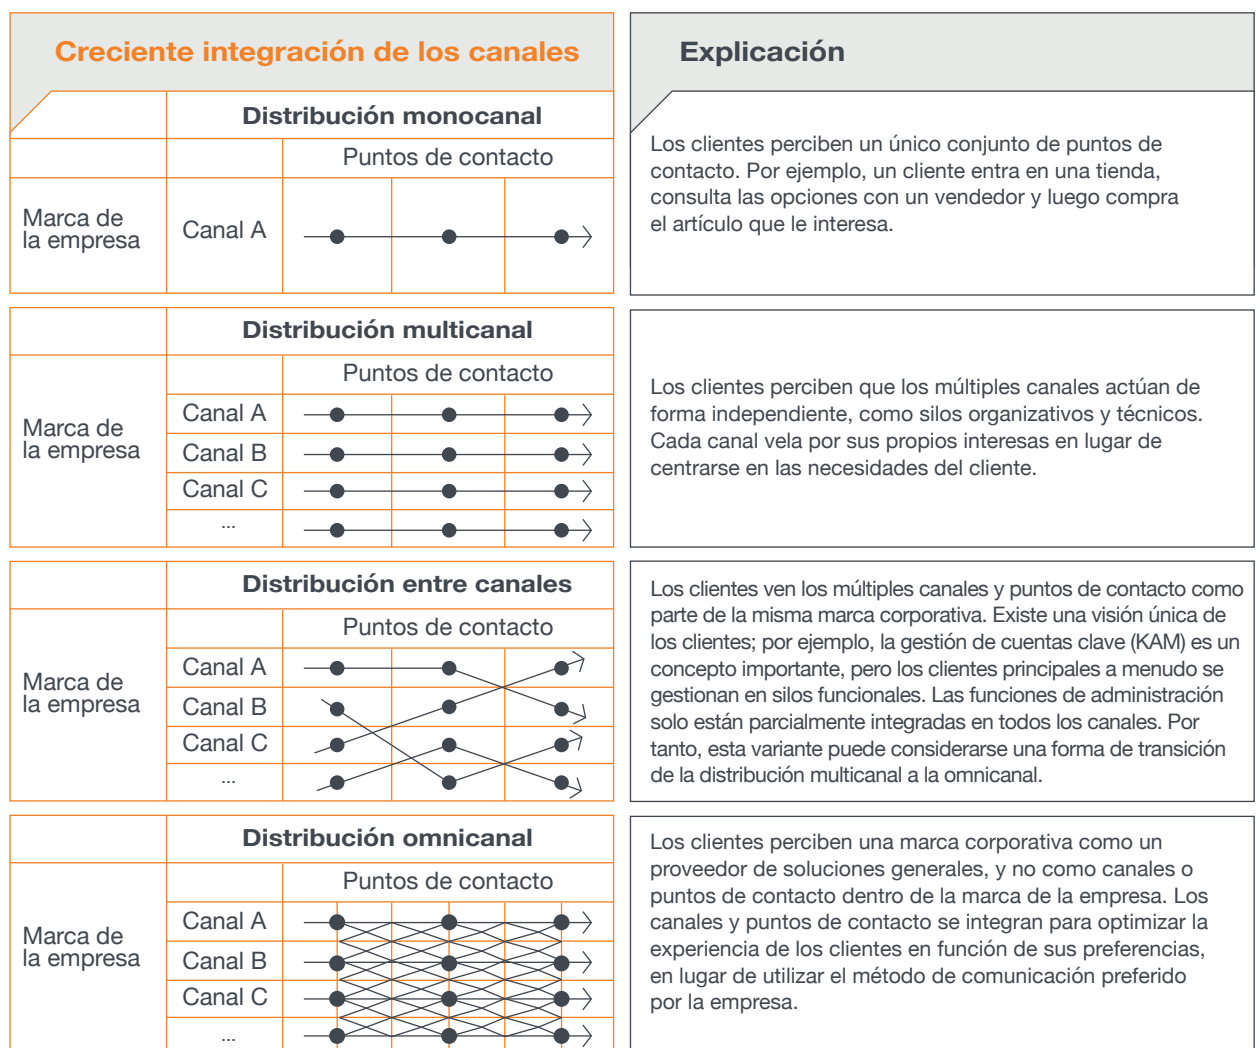 Creciente integración de los canales
Explicación
Distribución monocanal
Puntos de contacto
Marca de
la empresa
Canal A
Los clientes perciben un único conjunto de puntos de
contacto. Por ejemplo, un cliente entra en una tienda,
consulta las opciones con un vendedor y luego compra
el artículo que le interesa.
Distribución multicanal
Puntos de contacto
Marca de
la empresa
Canal A
Canal B
Canal C
...
Los clientes perciben que los múltiples canales actúan de
forma independiente, como silos organizativos y técnicos.
Cada canal vela por sus propios interesas en lugar de
centrarse en las necesidades del cliente.
Distribución entre canales
Puntos de contacto
Marca de
la empresa
Canal A
Canal B
Canal C
...
Los clientes ven los múltiples canales y puntos de contacto como
parte de la misma marca corporativa. Existe una visión única de
los clientes; por ejemplo, la gestión de cuentas clave (KAM) es un
concepto importante, pero los clientes principales a menudo se
gestionan en silos funcionales. Las funciones de administración
solo están parcialmente integradas en todos los canales. Por
tanto, esta variante puede considerarse una forma de transición
de la distribución multicanal a la omnicanal.
Distribución omnicanal
Puntos de contacto
Marca de
la empresa
Canal A
Canal B
Canal C
...
Los clientes perciben una marca corporativa como un
proveedor de soluciones generales, y no como canales o
puntos de contacto dentro de la marca de la empresa. Los
canales y puntos de contacto se integran para optimizar la
experiencia de los clientes en función de sus preferencias,
en lugar de utilizar el método de comunicación preferido
por la empresa.